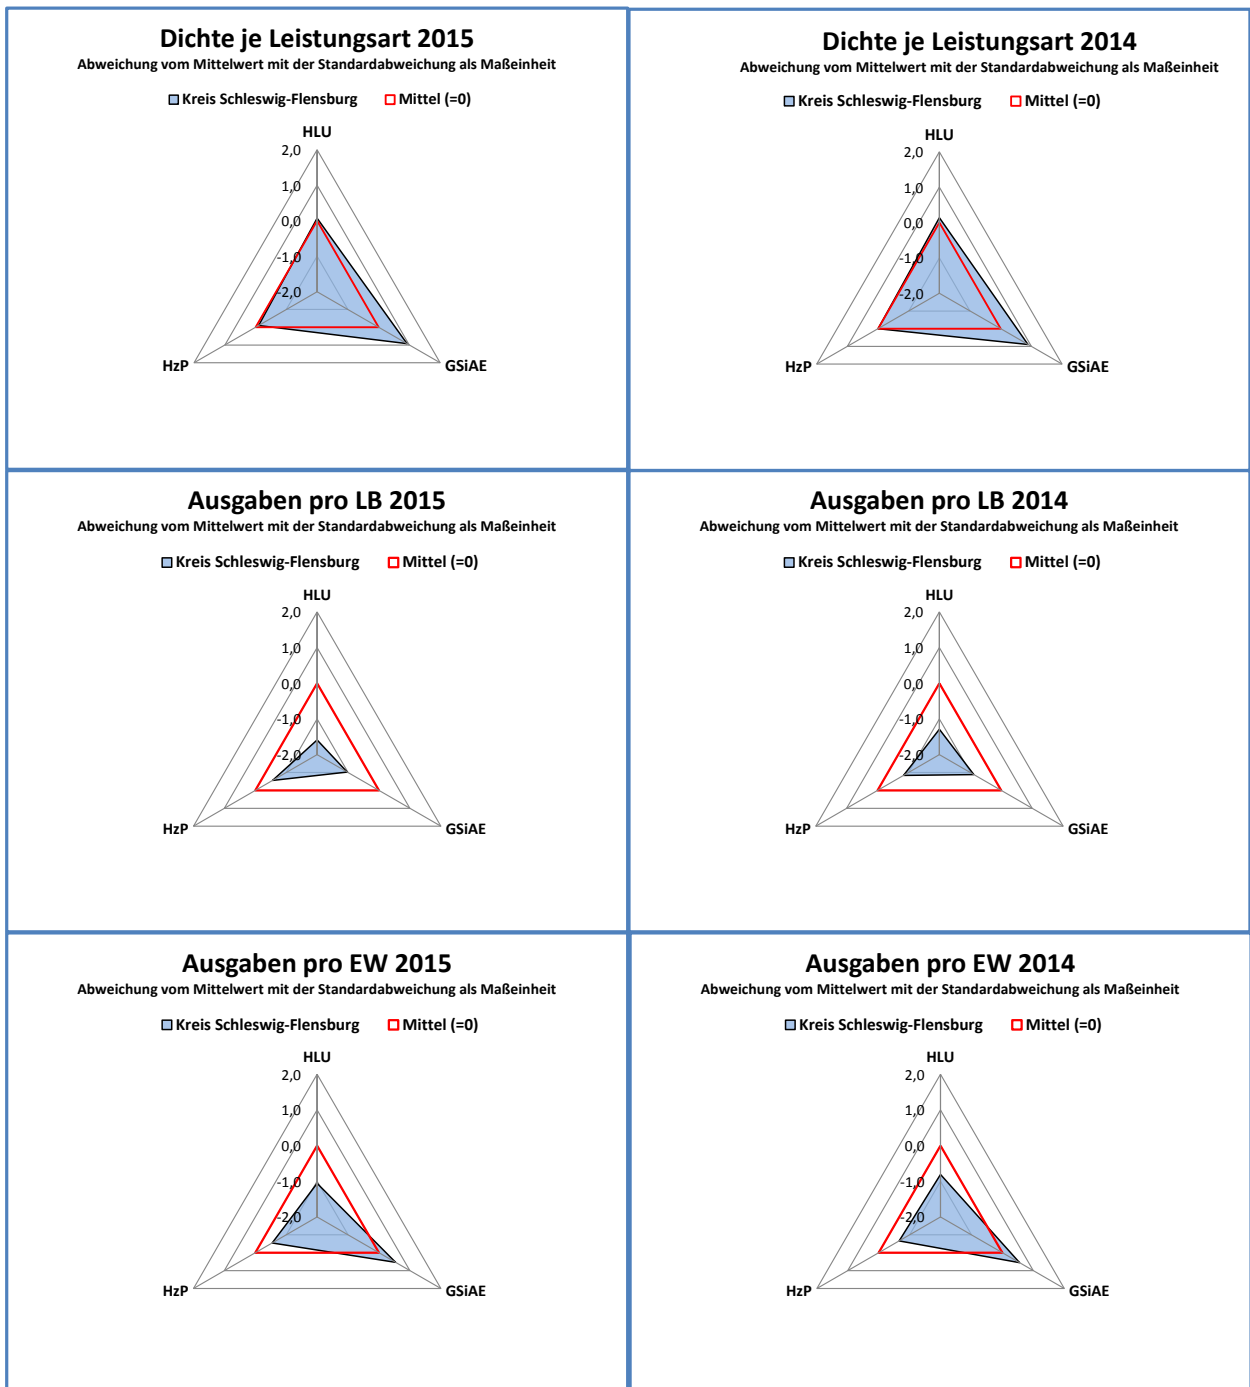 Dichte je Leistungsart 2015
Abweichung vom Mittelwert mit der Standardabweichung als Maßeinheit
Kreis Schleswig-Flensburg Mittel (=0)
HLU
2,0
1,0
0,0
-1,0
-2,0
HzP
GSiAE
Dichte je Leistungsart 2014
Abweichung vom Mittelwert mit der Standardabweichung als Maßeinheit
Kreis Schleswig-Flensburg Mittel (=0)
HLU
2,0
1,0
0,0
-1,0
-2,0
HzP
GSiAE
Ausgaben pro LB 2015
Abweichung vom Mittelwert mit der Standardabweichung als Maßeinheit
Kreis Schleswig-Flensburg Mittel (=0)
HLU
2,0
1,0
0,0
-1,0
-2,0
HzP
GSiAE
Ausgaben pro LB 2014
Abweichung vom Mittelwert mit der Standardabweichung als Maßeinheit
Kreis Schleswig-Flensburg Mittel (=0)
HLU
2,0
1,0
0,0
-1,0
-2,0
HzP
GSiAE
Ausgaben pro EW 2015
Abweichung vom Mittelwert mit der Standardabweichung als Maßeinheit
Kreis Schleswig-Flensburg Mittel (=0)
HLU
2,0
1,0
0,0
-1,0
-2,0
HzP
GSiAE
Ausgaben pro EW 2014
Abweichung vom Mittelwert mit der Standardabweichung als Maßeinheit
Kreis Schleswig-Flensburg Mittel (=0)
HLU
2,0
1,0
0,0
-1,0
-2,0
HzP
GSiAE